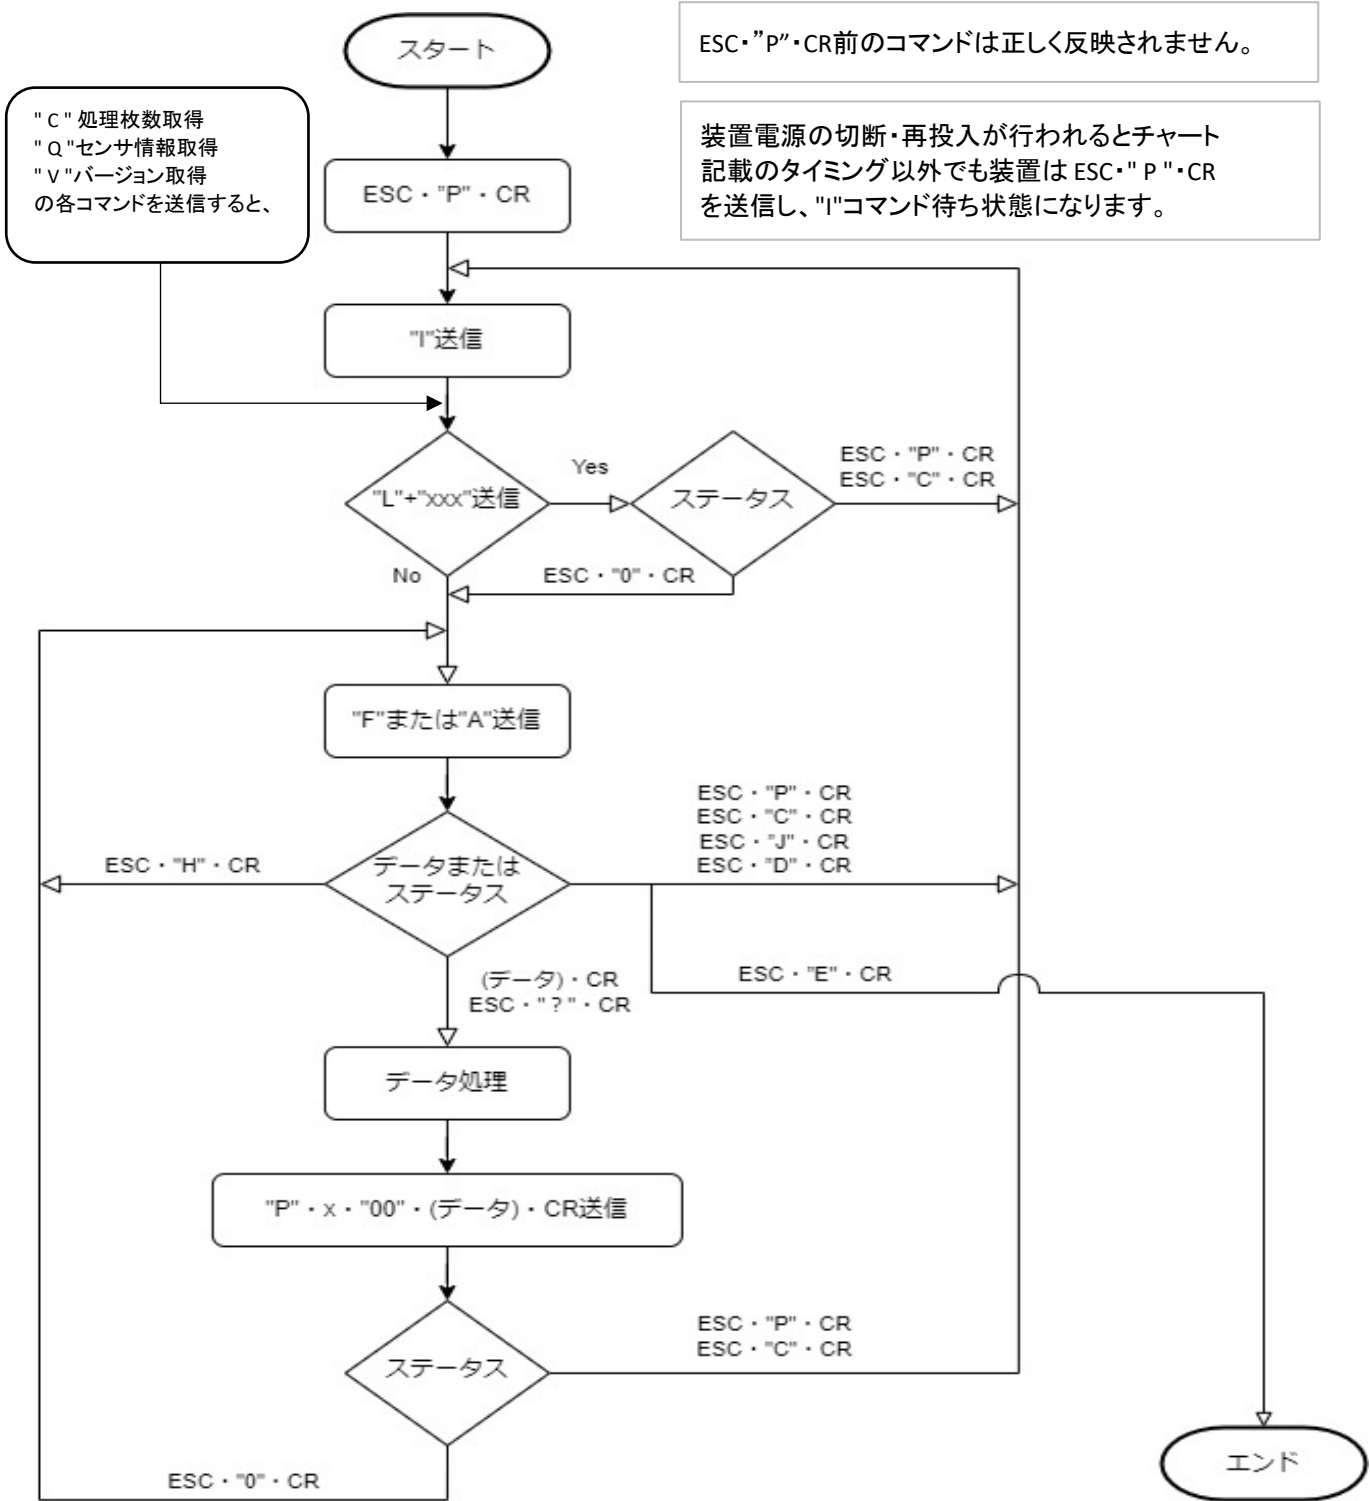 スタート
ESC・”P”・CR前のコマンドは正しく反映されません。
" C " 処理枚数取得
" Q "センサ情報取得
" V "バージョン取得
の各コマンドを送信すると、
装置電源の切断・再投入が行われるとチャート
記載のタイミング以外でも装置は ESC・" P "・CR
を送信し、"I"コマンド待ち状態になります。
ESC・"P"・CR
"I"送信
"L"+"xxx"送信
Yes
ステータス
ESC・"P"・CR
ESC・"C"・CR
No
ESC・"0"・CR
"F"または"A"送信
ESC・"H"・CR
データまたは
ステータス
ESC・"P"・CR
ESC・"C"・CR
ESC・"J"・CR
ESC・"D"・CR
ESC・"E"・CR
(データ)・CR
ESC・"？"・CR
データ処理
"P"・x・"00"・(データ)・CR送信
ステータス
ESC・"P"・CR
ESC・"C"・CR
ESC・"0"・CR
エンド